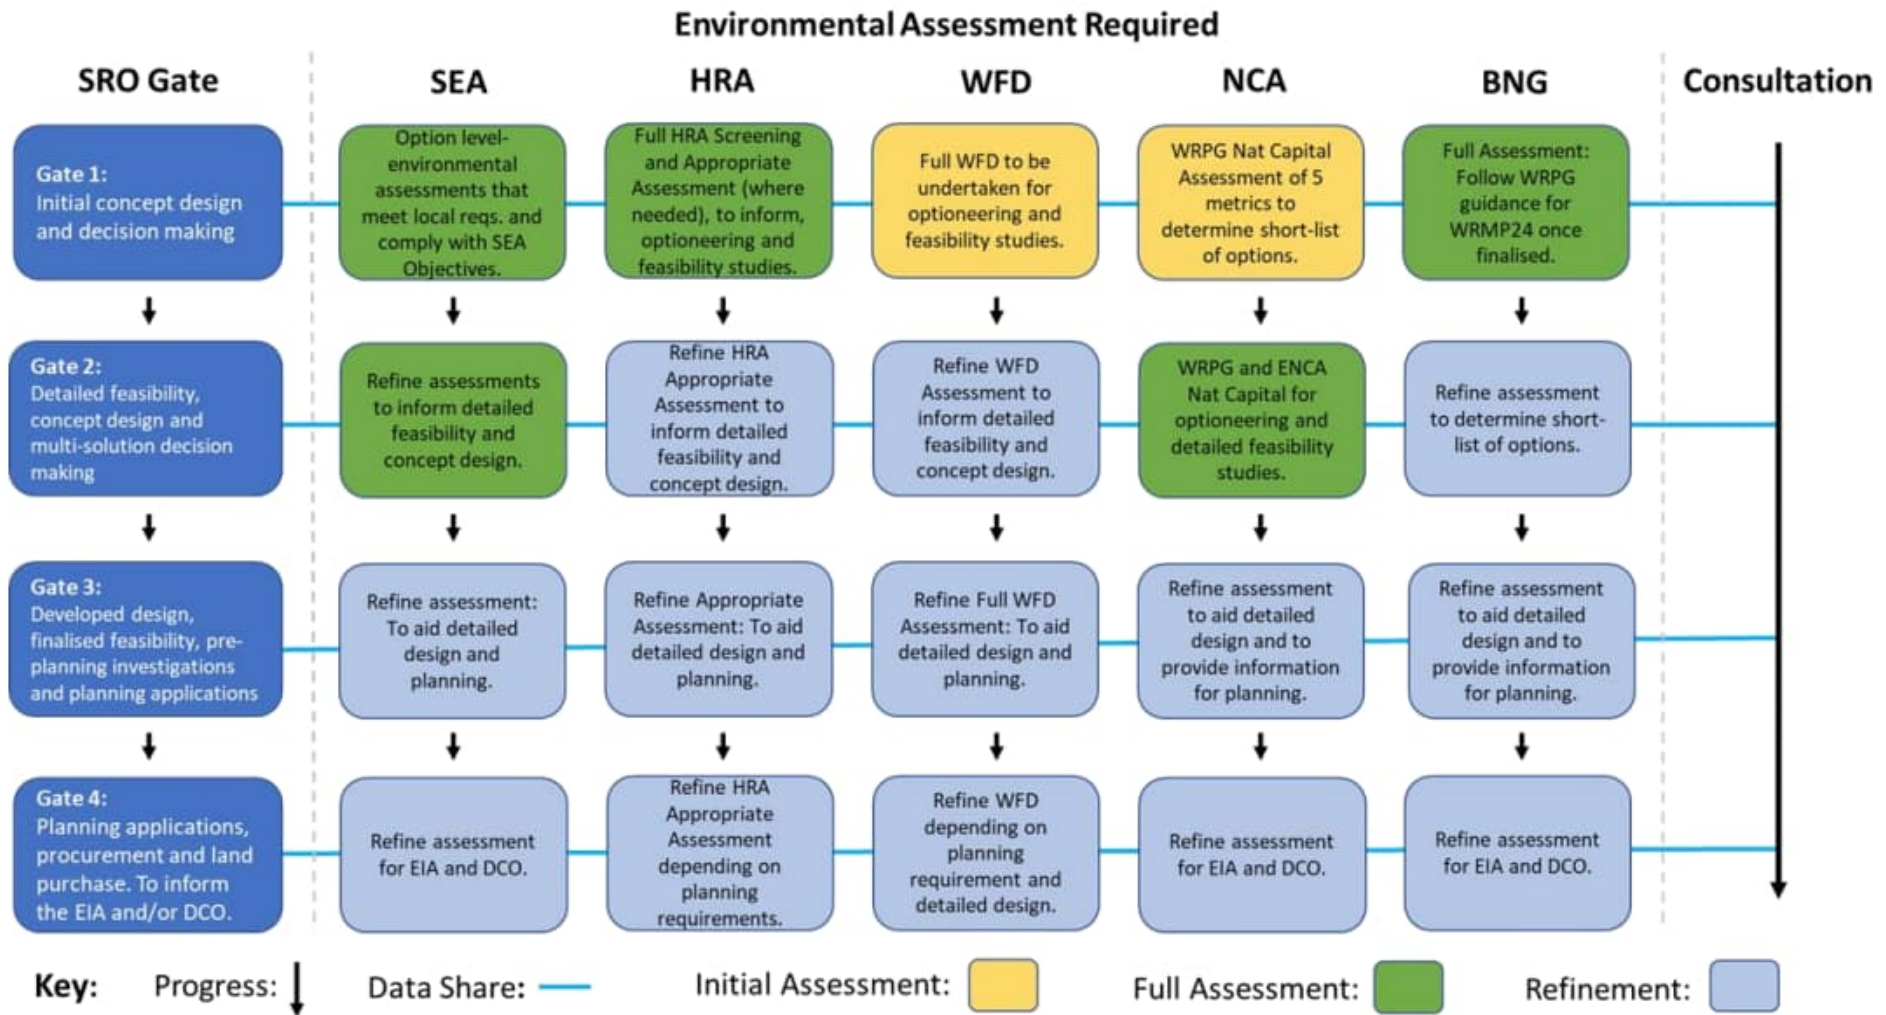 Environmental Assessment Required
SRO Gate
SEA
HRA
WFD
NCA
BNG
Consultation
Gate 1:
Initial concept design
and decision making
Option level-
environmental
assessments that
meet local reqs. and
comply with SEA
Objectives.
Full HRA Screening
and Appropriate
Assessment (where
needed), to inform,
optioneering and
feasibility studies.
Full WFD to be
undertaken for
optioneering and
feasibility studies.
WRPG Nat Capital
Assessment of 5
metrics to
determine short-list
of options.
Full Assessment:
Follow WRPG
guidance for
WRMP24 once
finalised.
Gate 2:
Detailed feasibility,
concept design and
multi-solution decision
making
Refine assessments
to inform detailed
feasibility and
concept design.
Refine HRA
Appropriate
Assessment to
inform detailed
feasibility and
concept design.
Refine WFD
Assessment to
inform detailed
feasibility and
concept design.
WRPG and ENCA
Nat Capital for
optioneering and
detailed feasibility
studies.
Refine assessment
to determine short-
list of options.
Gate 3:
Developed design,
finalised feasibility, pre-
planning investigations
and planning applications
Refine assessment:
To aid detailed
design and
planning.
Refine Appropriate
Assessment: To aid
detailed design and
planning.
Refine Full WFD
Assessment: To aid
detailed design and
planning.
Refine assessment
to aid detailed
design and to
provide information
for planning.
Refine assessment
to aid detailed
design and to
provide information
for planning.
Gate 4:
Planning applications,
procurement and land
purchase. To inform
the EIA and/or DCO.
Refine assessment
for EIA and DCO.
Refine HRA
Appropriate
Assessment
depending on
planning
requirements.
Refine WFD
depending on
planning
requirement and
detailed design.
Refine assessment
for EIA and DCO.
Refine assessment
for EIA and DCO.
Key:
Progress:
Data Share:
Initial Assessment:
Full Assessment:
Refinement: